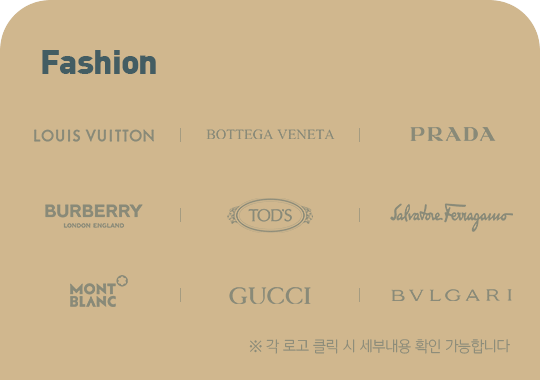 Fashion
LOUIS VUITTON
BOTTEGA VENETA
PRADA
BURBERRY
LONDON ENGLAND
TOD'S
Salvatore Ferragamo
MONT
BLANC
GUCCI
BVLGARI
※ 각 로고 클릭 시 세부내용 확인 가능합니다